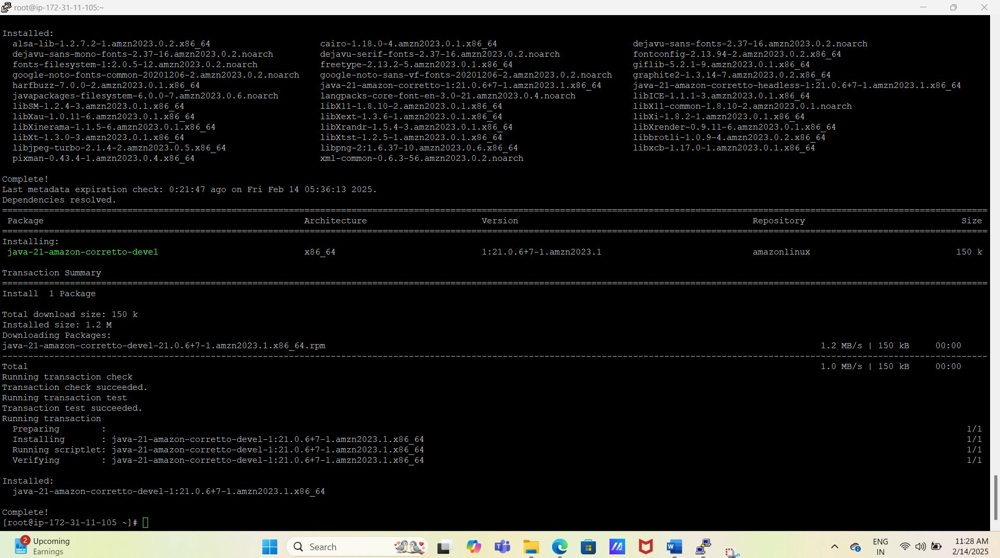 root@ip-172-31-11-105:~
Installed:
alsa-lib-1.2.7.2-1.amzn2023.0.2.x86_64 cairo-1.18.0-4.amzn2023.0.1.x86_64 dejavu-sans-fonts-2.37-16.amzn2023.0.2.noarch
dejavu-sans-mono-fonts-2.37-16.amzn2023.0.2.noarch dejavu-serif-fonts-2.37-16.amzn2023.0.2.noarch fontconfig-2.13.94-2.amzn2023.0.2.x86_64
fonts-filesystem-1:2.0.5-12.amzn2023.0.2.noarch freetype-2.13.2-5.amzn2023.0.1.x86_64 giflib-5.2.1-9.amzn2023.0.1.x86_64
google-noto-fonts-common-20201206-2.amzn2023.0.2.noarch google-noto-sans-vf-fonts-20201206-2.amzn2023.0.2.noarch graphite2-1.3.14-7.amzn2023.0.2.x86_64
harfbuzz-7.0.0-2.amzn2023.0.1.x86_64 java-21-amazon-corretto-1:21.0.6+7-1.amzn2023.1.x86_64 java-21-amazon-corretto-headless-1:21.0.6+7-1.amzn2023.1.x86_64
javapackages-filesystem-6.0.0-7.amzn2023.0.6.noarch langpacks-core-font-en-3.0-21.amzn2023.0.4.noarch libICE-1.1.1-3.amzn2023.0.1.x86_64
libSM-1.2.4-3.amzn2023.0.1.x86_64 libX11-1.8.10-2.amzn2023.0.1.x86_64 libX11-common-1.8.10-2.amzn2023.0.1.noarch
libXau-1.0.11-6.amzn2023.0.1.x86_64 libXext-1.3.6-1.amzn2023.0.1.x86_64 libXi-1.8.2-1.amzn2023.0.1.x86_64
libXinerama-1.1.5-6.amzn2023.0.1.x86_64 libXrandr-1.5.4-3.amzn2023.0.1.x86_64 libXrender-0.9.11-6.amzn2023.0.1.x86_64
libXt-1.3.0-3.amzn2023.0.1.x86_64 libXtst-1.2.5-1.amzn2023.0.1.x86_64 libbrotli-1.0.9-4.amzn2023.0.2.x86_64
libjpeg-turbo-2.1.4-2.amzn2023.0.5.x86_64 libpng-2:1.6.37-10.amzn2023.0.6.x86_64 libxcb-1.17.0-1.amzn2023.0.1.x86_64
pixman-0.43.4-1.amzn2023.0.4.x86_64 xml-common-0.6.3-56.amzn2023.0.2.noarch
Complete!
Last metadata expiration check: 0:21:47 ago on Fri Feb 14 05:36:13 2025.
Dependencies resolved.
Package Architecture Version Repository Size
Installing:
java-21-amazon-corretto-devel x86_64 1:21.0.6+7-1.amzn2023.1 amazonlinux 150 k
Transaction Summary
Install 1 Package
Total download size: 150 k
Installed size: 1.2 M
Downloading Packages:
java-21-amazon-corretto-devel-21.0.6+7-1.amzn2023.1.x86_64.rpm 1.2 MB/s | 150 kB 00:00
Total 1.0 MB/s | 150 kB 00:00
Running transaction check
Transaction check succeeded.
Running transaction test
Transaction test succeeded.
Running transaction
Preparing : 1/1
Installing : java-21-amazon-corretto-devel-1:21.0.6+7-1.amzn2023.1.x86_64 1/1
Running scriptlet: java-21-amazon-corretto-devel-1:21.0.6+7-1.amzn2023.1.x86_64 1/1
Verifying : java-21-amazon-corretto-devel-1:21.0.6+7-1.amzn2023.1.x86_64 1/1
Installed:
java-21-amazon-corretto-devel-1:21.0.6+7-1.amzn2023.1.x86_64
Complete!
[root@ip-172-31-11-105 ~]#
2 Upcoming
Earnings
Search
ENG
IN
11:28 AM
2/14/2025